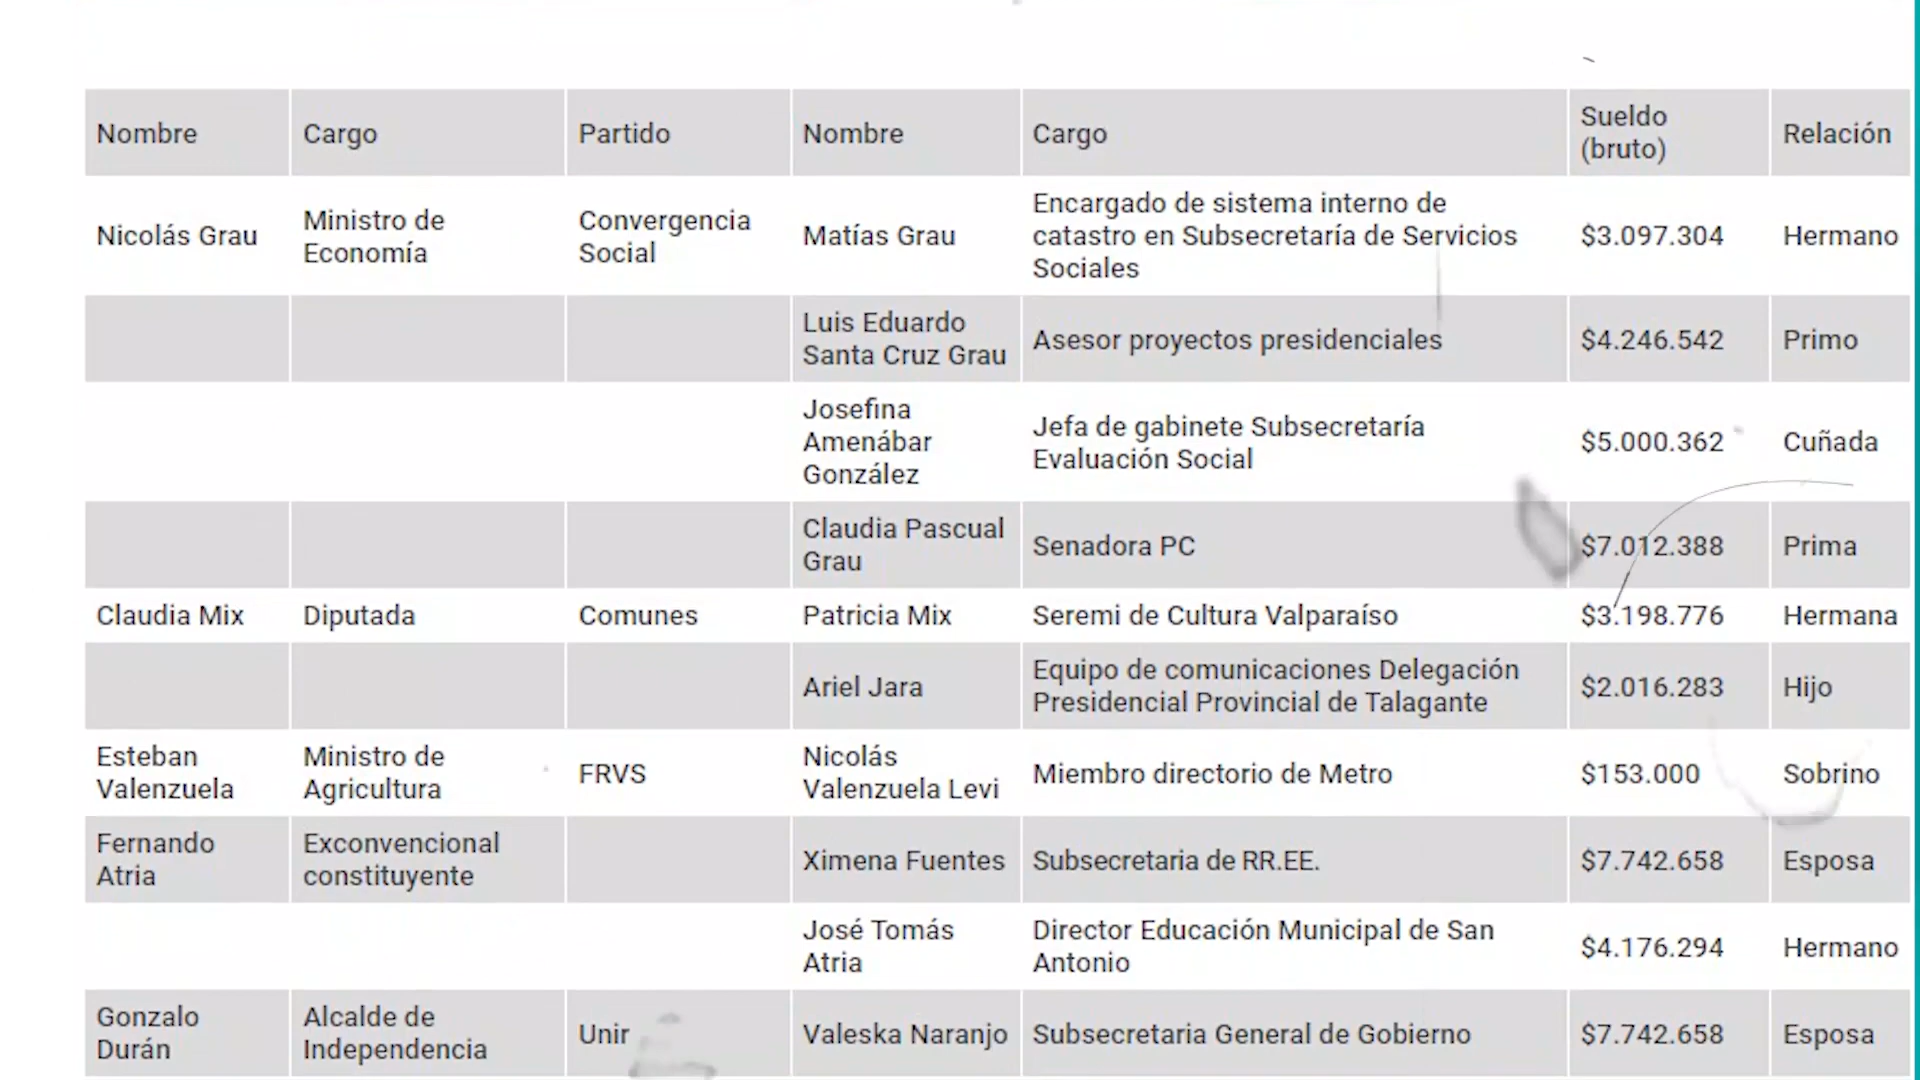 Nombre Cargo Partido Nombre Cargo Sueldo (bruto) Relación
Nicolás Grau Ministro de Economía Convergencia Social Matías Grau Encargado de sistema interno de catastro en Subsecretaría de Servicios Sociales $3.097.304 Hermano
Luis Eduardo Santa Cruz Grau Asesor proyectos presidenciales $4.246.542 Primo
Josefina Amenábar González Jefa de gabinete Subsecretaría Evaluación Social $5.000.362 Cuñada
Claudia Pascual Grau Senadora PC $7.012.388 Prima
Claudia Mix Diputada Comunes Patricia Mix Seremi de Cultura Valparaíso $3.198.776 Hermana
Ariel Jara Equipo de comunicaciones Delegación Presidencial Provincial de Talagante $2.016.283 Hijo
Esteban Valenzuela Ministro de Agricultura FRVS Nicolás Valenzuela Levi Miembro directorio de Metro $153.000 Sobrino
Fernando Atria Exconvencional constituyente Ximena Fuentes Subsecretaria de RR.EE. $7.742.658 Esposa
José Tomás Atria Director Educación Municipal de San Antonio $4.176.294 Hermano
Gonzalo Durán Alcalde de Independencia Unir Valeska Naranjo Subsecretaria General de Gobierno $7.742.658 Esposa